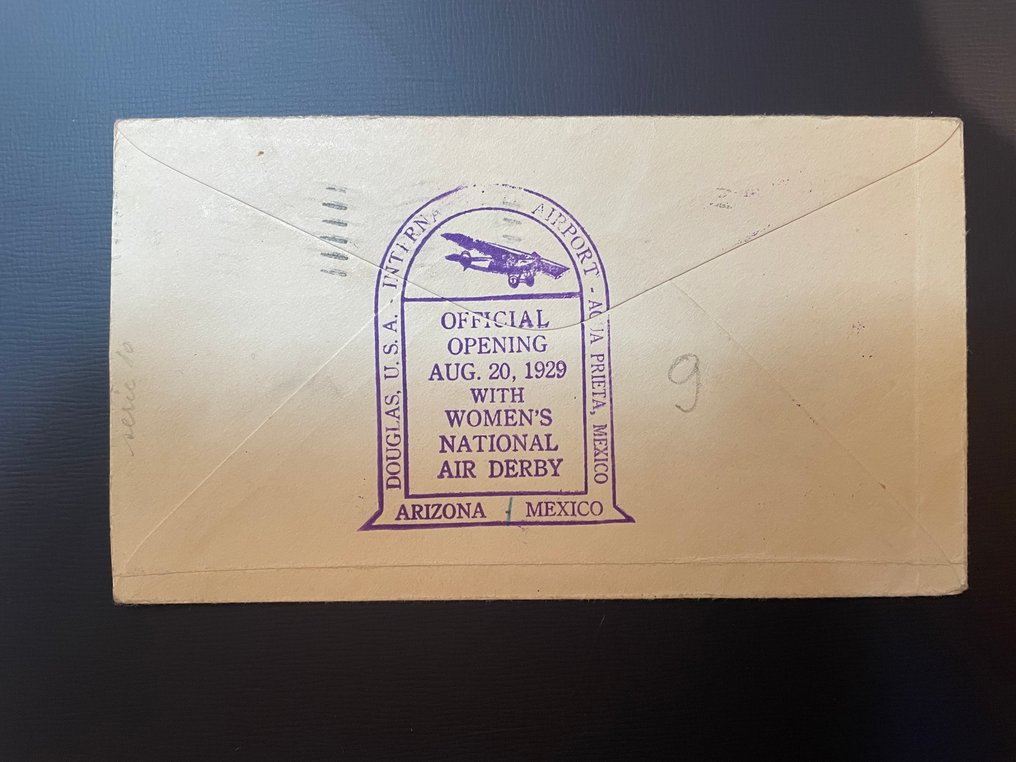 DOUGLAS, U.S.A. - INTERNA AIRPORT - AGUA PRIETA, MEXICO
OFFICIAL
OPENING
AUG. 20, 1929
WITH
WOMEN'S
NATIONAL
AIR DERBY
ARIZONA MEXICO
9